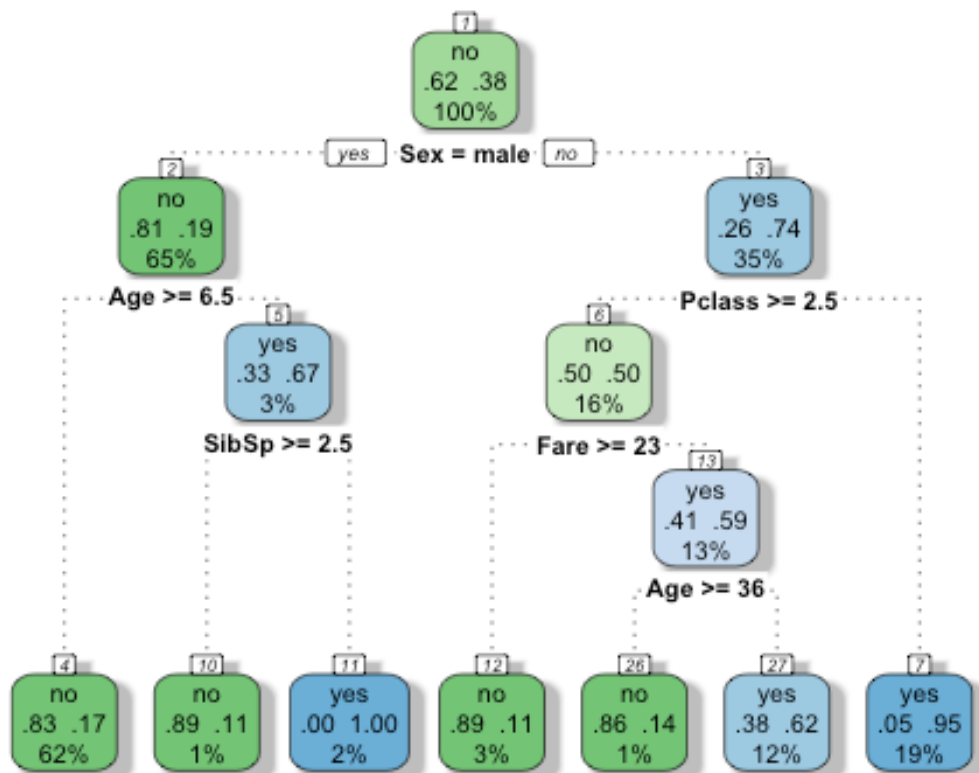 1
no
.62 .38
100%
yes Sex = male no
2
no
.81 .19
65%
3
yes
.26 .74
35%
Age >= 6.5
Pclass >= 2.5
5
yes
.33 .67
3%
6
no
.50 .50
16%
SibSp >= 2.5
Fare >= 23
13
yes
.41 .59
13%
Age >= 36
4
no
.83 .17
62%
10
no
.89 .11
1%
11
yes
.00 1.00
2%
12
no
.89 .11
3%
26
no
.86 .14
1%
27
yes
.38 .62
12%
7
yes
.05 .95
19%